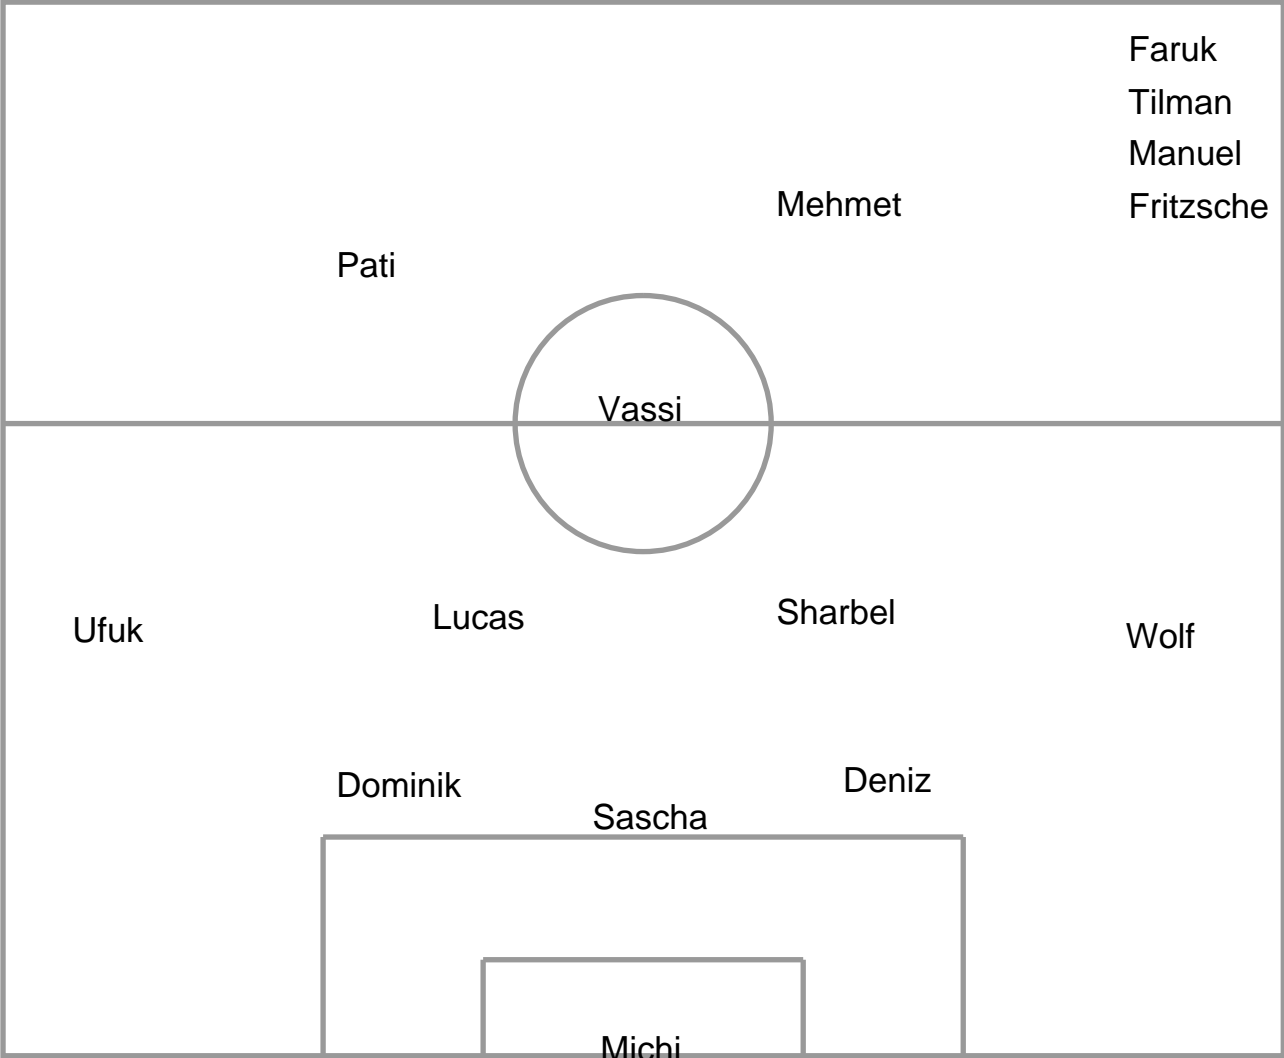 Faruk
Tilman
Manuel
Mehmet
Fritzsche
Pati
Vassi
Ufuk
Lucas
Sharbel
Wolf
Dominik
Deniz
Sascha
Michi